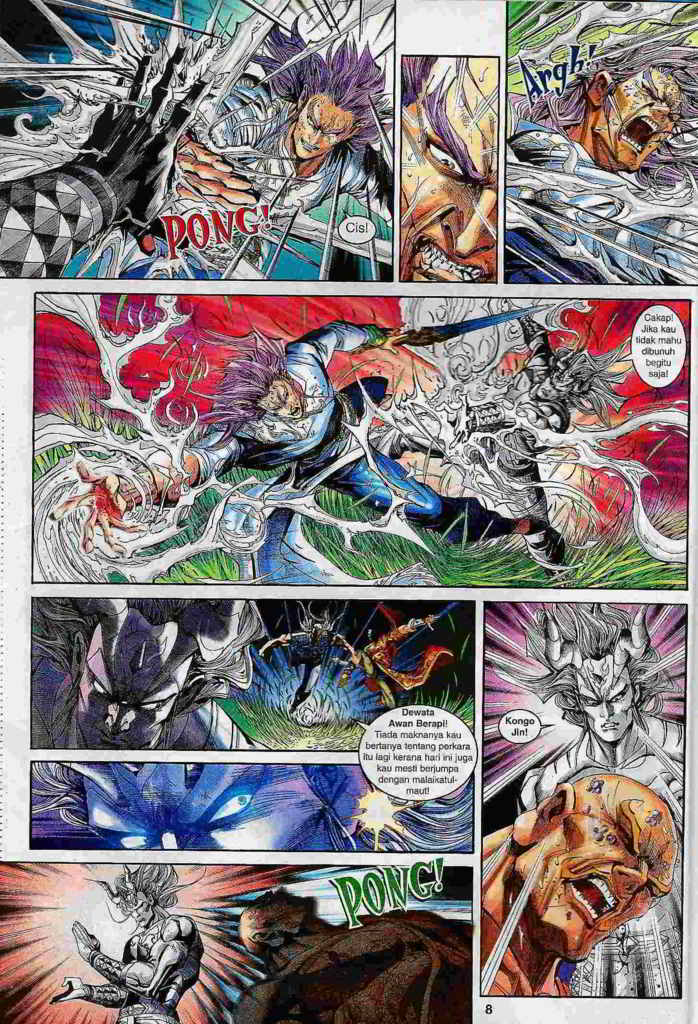 PONG!
Cis!
Argh!
Cakap!
Jika kau
tidak mahu
dibunuh
begitu
saja!
Dewata
Awan Berapi!
Tiada maknanya kau
bertanya tentang perkara
itu lagi kerana hari ini juga
kau mesti berjumpa
dengan malaikatul-
maut!
Kongo
Jin!
PONG!
8